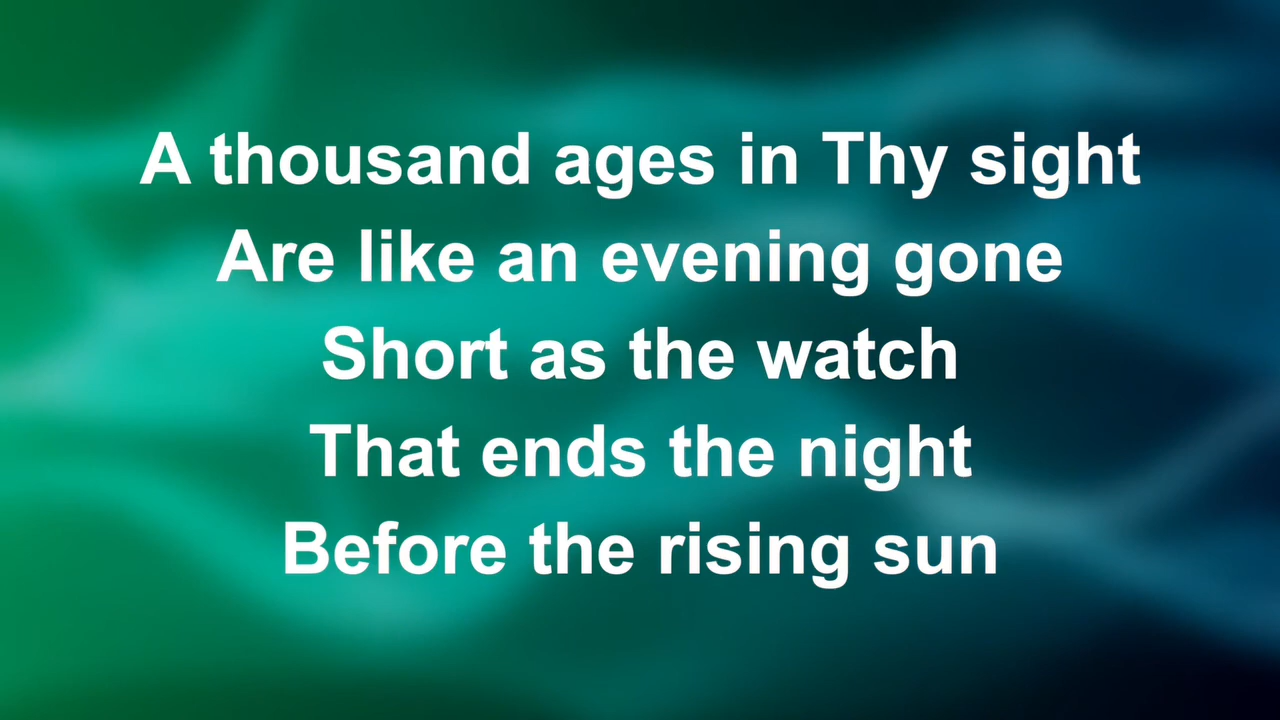 A thousand ages in Thy sight
Are like an evening gone
Short as the watch
That ends the night
Before the rising sun